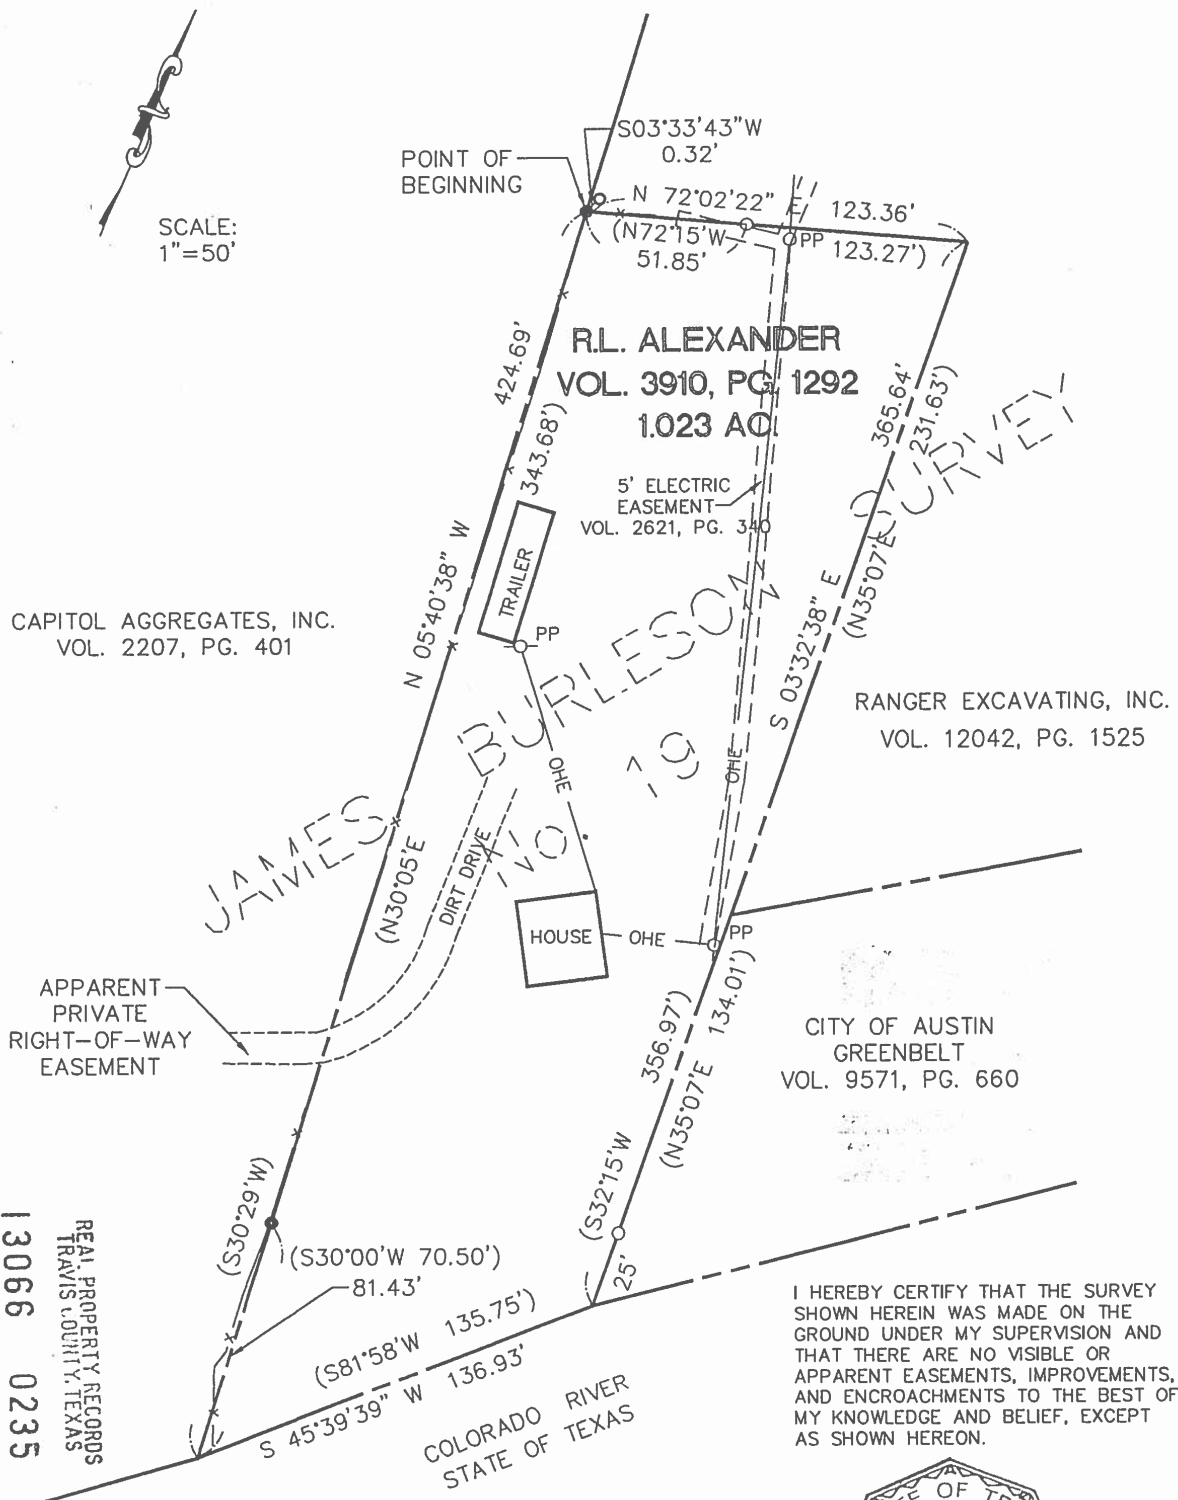 S03°33'43"W
0.32'
POINT OF
BEGINNING
SCALE:
1"=50'
N 72°02'22" E 123.36'
(N72°15'W 123.27')
51.85'
PP
R.L. ALEXANDER
VOL. 3910, PG. 1292
1.023 AC.
424.69'
343.68')
365.64'
231.63')
5' ELECTRIC
EASEMENT
VOL. 2621, PG. 340
TRAILER
PP
N 05°40'38" W
S 03°32'38" E
(N35°07'E
CAPITOL AGGREGATES, INC.
VOL. 2207, PG. 401
JAMES BURLESON SURVEY
NO. 19
RANGER EXCAVATING, INC.
VOL. 12042, PG. 1525
OHE
OHE
(N30°05'E
DIRT DRIVE
HOUSE
OHE
PP
APPARENT
PRIVATE
RIGHT-OF-WAY
EASEMENT
356.97')
134.01')
(N35°07'E
(S32°15'W
CITY OF AUSTIN
GREENBELT
VOL. 9571, PG. 660
(S30°29'W)
(S30°00'W 70.50')
81.43'
25'
(S81°58'W 135.75')
S 45°39'39" W 136.93'
COLORADO RIVER
STATE OF TEXAS
REAL PROPERTY RECORDS
TRAVIS COUNTY, TEXAS
13066 0235
I HEREBY CERTIFY THAT THE SURVEY
SHOWN HEREIN WAS MADE ON THE
GROUND UNDER MY SUPERVISION AND
THAT THERE ARE NO VISIBLE OR
APPARENT EASEMENTS, IMPROVEMENTS,
AND ENCROACHMENTS TO THE BEST OF
MY KNOWLEDGE AND BELIEF, EXCEPT
AS SHOWN HEREON.
OF